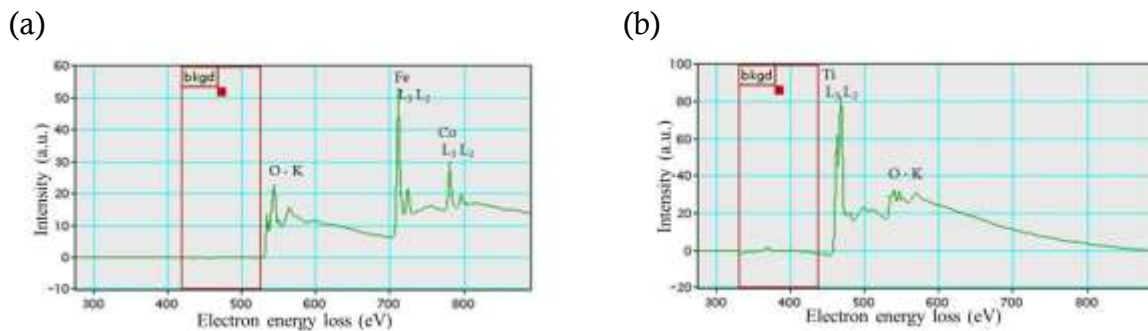 (a)
(b)
60
50
40
30
20
10
0
-10
bkgd
Fe
L₃ L₂
Co
L₃ L₂
O - K
300
500
600
800
Electron energy loss (eV)
Intensity (a.u.)
100
80
60
40
20
0
-20
bkgd
Ti
L₃ L₂
O - K
300
400
500
600
700
800
Electron energy loss (eV)
Intensity (a.u.)